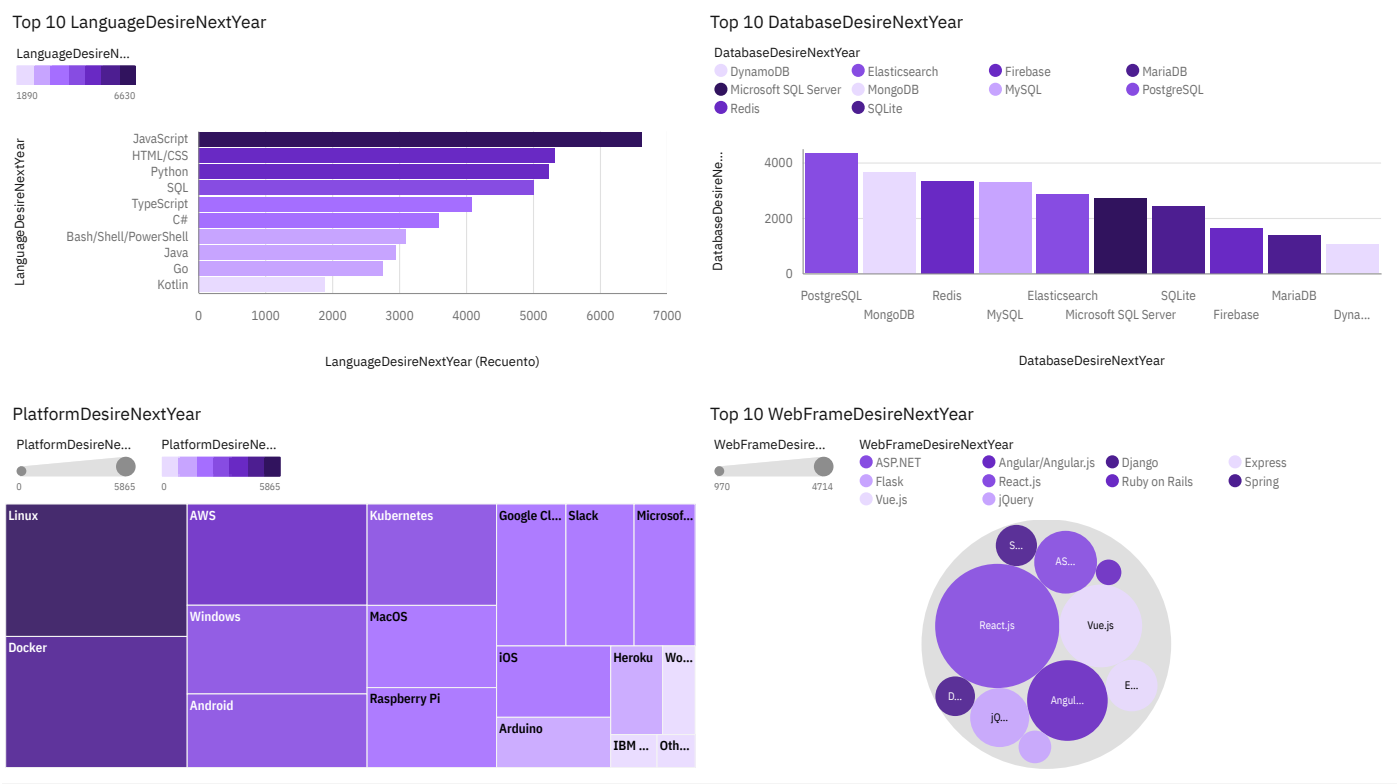 Top 10 LanguageDesireNextYear
LanguageDesireN...
1890 6630
LanguageDesireNextYear
JavaScript
HTML/CSS
Python
SQL
TypeScript
C#
Bash/Shell/PowerShell
Java
Go
Kotlin
0 1000 2000 3000 4000 5000 6000 7000
LanguageDesireNextYear (Recuento)
Top 10 DatabaseDesireNextYear
DatabaseDesireNextYear
DynamoDB Elasticsearch Firebase MariaDB
Microsoft SQL Server MongoDB MySQL PostgreSQL
Redis SQLite
DatabaseDesireNe...
4000
2000
0
PostgreSQL Redis Elasticsearch SQLite MariaDB
MongoDB MySQL Microsoft SQL Server Firebase Dyna...
DatabaseDesireNextYear
PlatformDesireNextYear
PlatformDesireNe... PlatformDesireNe...
0 5865 0 5865
Linux AWS Kubernetes Google Cl... Slack Microsof...
Windows MacOS
Docker iOS Heroku Wo...
Android Raspberry Pi
Arduino IBM ... Oth...
Top 10 WebFrameDesireNextYear
WebFrameDesire... WebFrameDesireNextYear
970 4714
ASP.NET Angular/Angular.js Django Express
Flask React.js Ruby on Rails Spring
Vue.js jQuery
S...
AS...
React.js Vue.js
E...
D... Angul...
jQ...